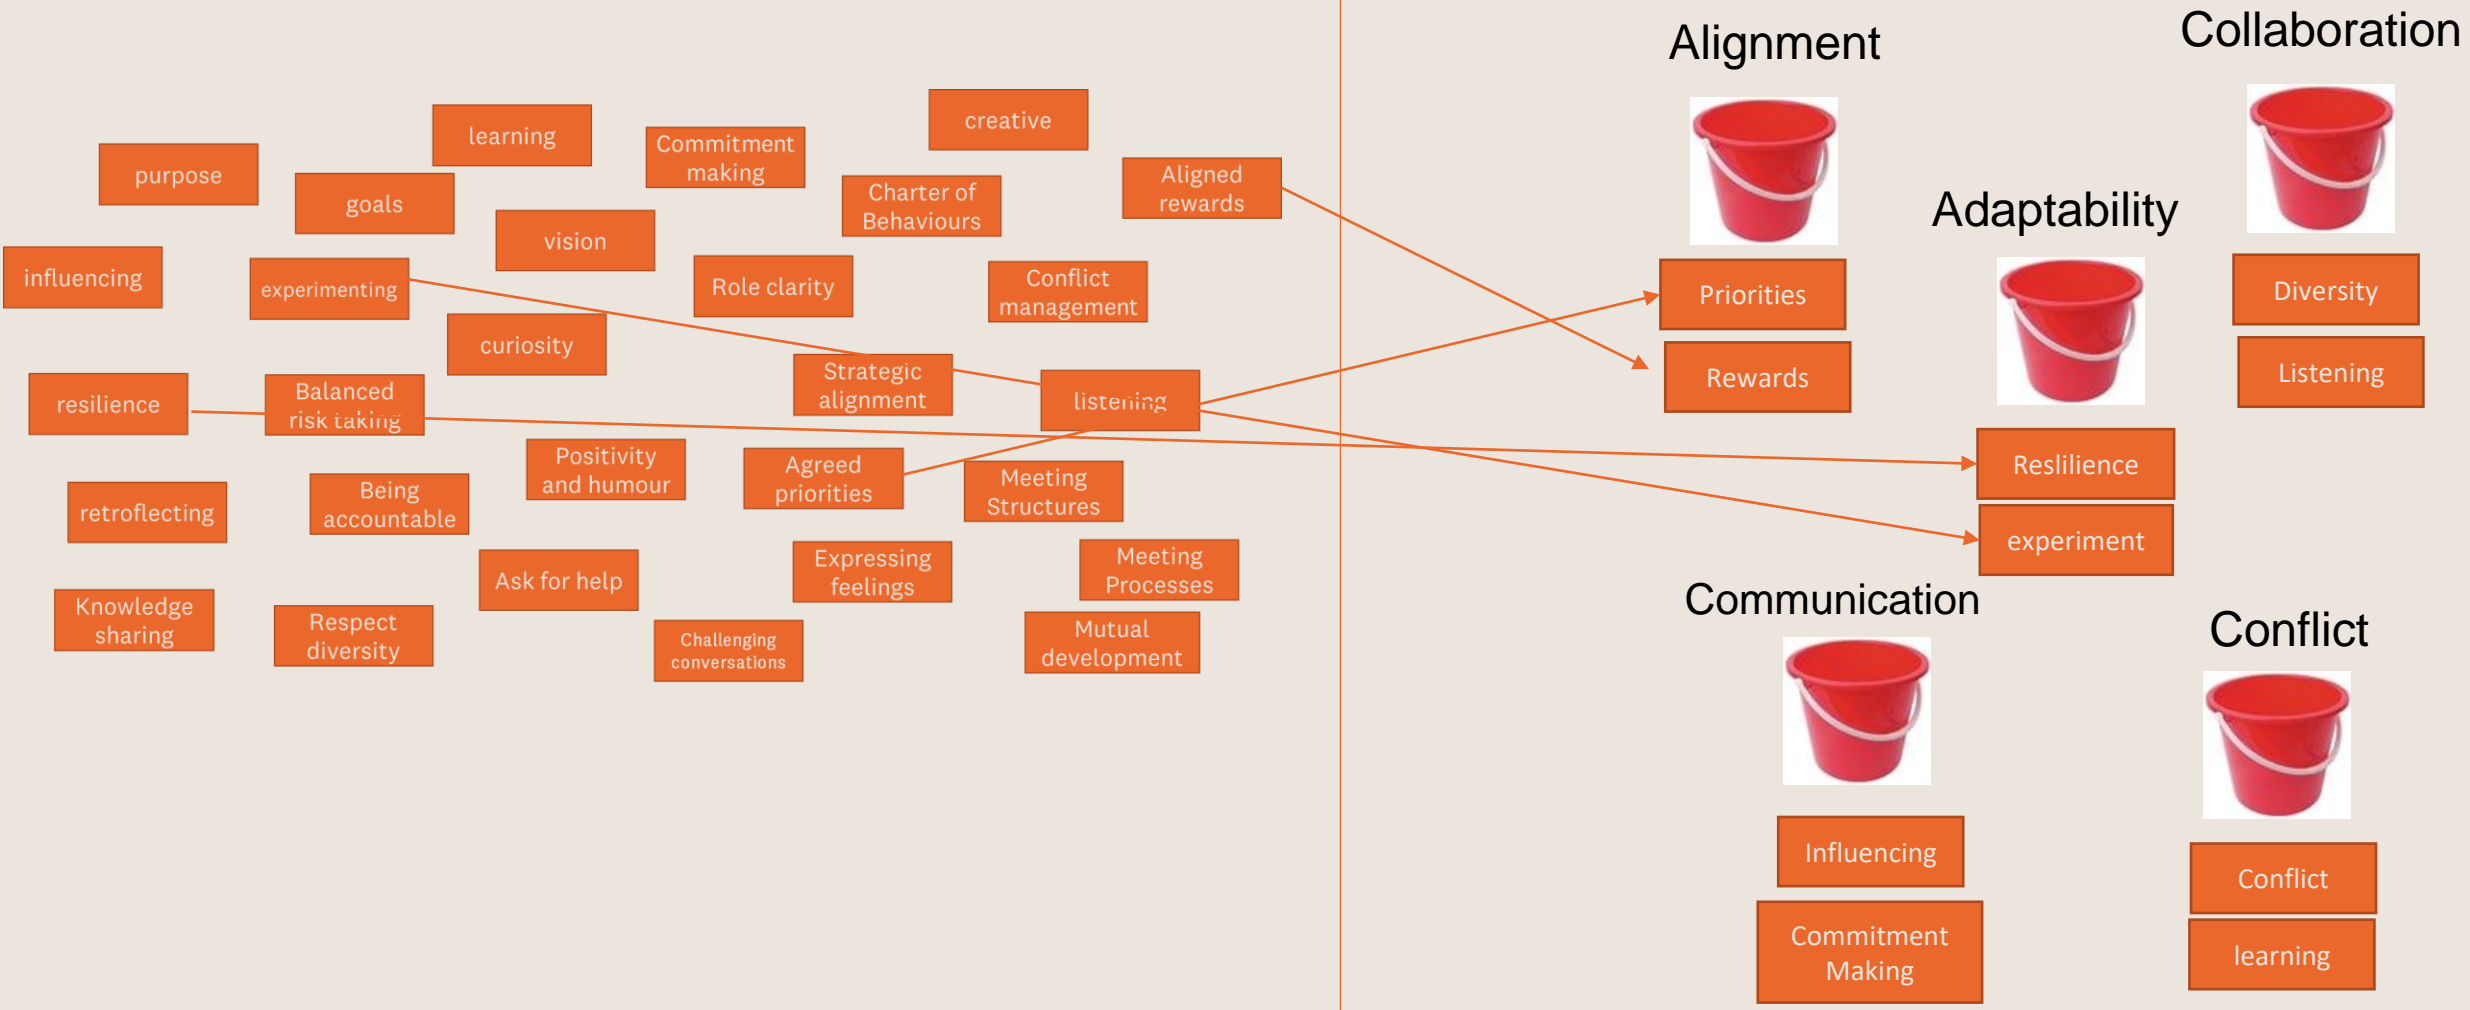 creative
learning
Commitment
making
purpose
Aligned
rewards
goals
Charter of
Behaviours
vision
influencing
experimenting
Role clarity
Conflict
management
curiosity
Strategic
alignment
resilience
Balanced
risk taking
listening
Positivity
and humour
Agreed
priorities
Meeting
Structures
retroflecting
Being
accountable
Ask for help
Expressing
feelings
Meeting
Processes
Knowledge
sharing
Respect
diversity
Challenging
conversations
Mutual
development
Alignment
Priorities
Rewards
Collaboration
Diversity
Listening
Adaptability
Reslilience
experiment
Communication
Influencing
Commitment
Making
Conflict
Conflict
learning